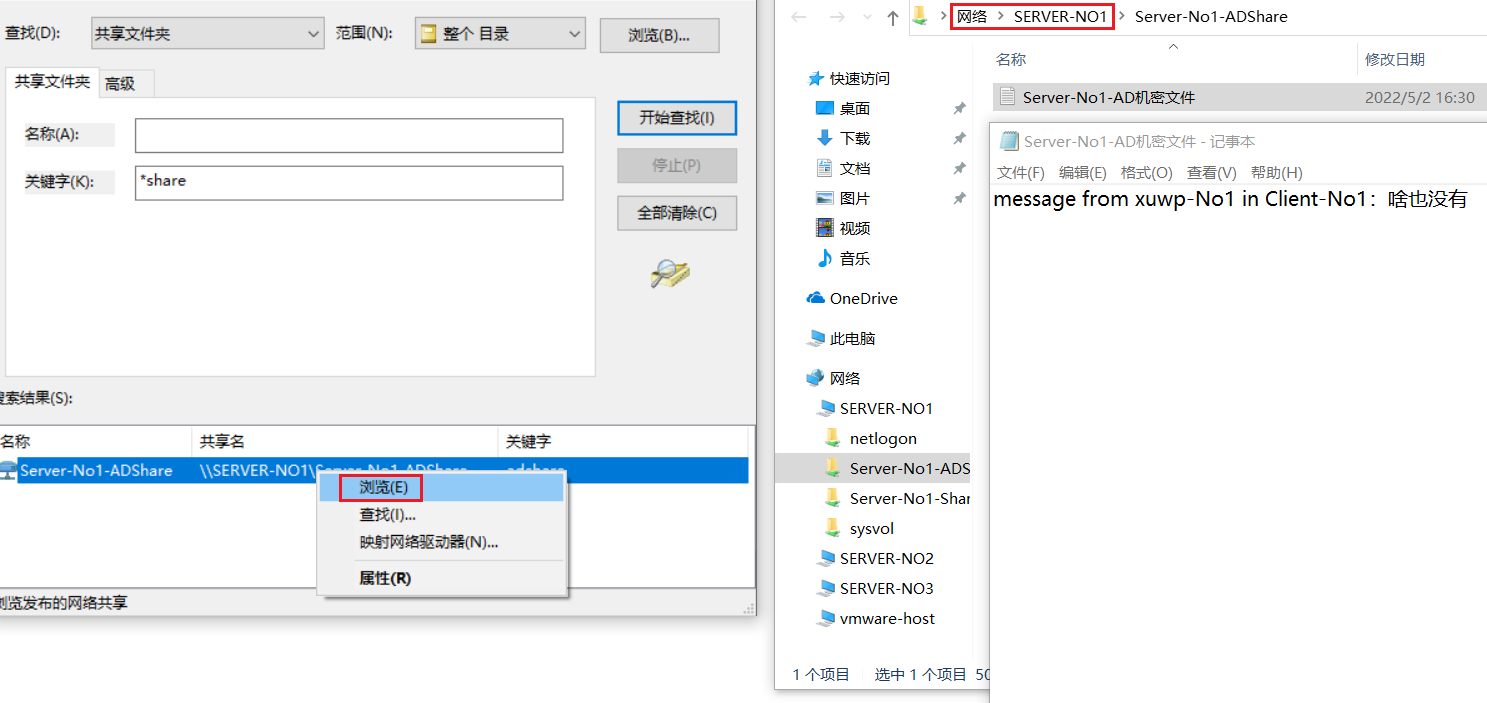 查找(D): 共享文件夹 范围(N): 整个 目录 浏览(B)...
共享文件夹 高级
名称(A):
关键字(K): *share
开始查找(I)
停止(P)
全部清除(C)
搜索结果(S):
名称 共享名 关键字
Server-No1-ADShare \\SERVER-NO1\Server-No1-ADShare adshare
浏览(E)
查找(I)...
映射网络驱动器(N)...
属性(R)
浏览发布的网络共享
网络 > SERVER-NO1 > Server-No1-ADShare
名称 修改日期
Server-No1-AD机密文件 2022/5/2 16:30
快速访问
桌面
下载
文档
图片
视频
音乐
OneDrive
此电脑
网络
SERVER-NO1
netlogon
Server-No1-ADS
Server-No1-Shar
sysvol
SERVER-NO2
SERVER-NO3
vmware-host
1 个项目 选中 1 个项目 50
Server-No1-AD机密文件 - 记事本
文件(F) 编辑(E) 格式(O) 查看(V) 帮助(H)
message from xuwp-No1 in Client-No1：啥也没有